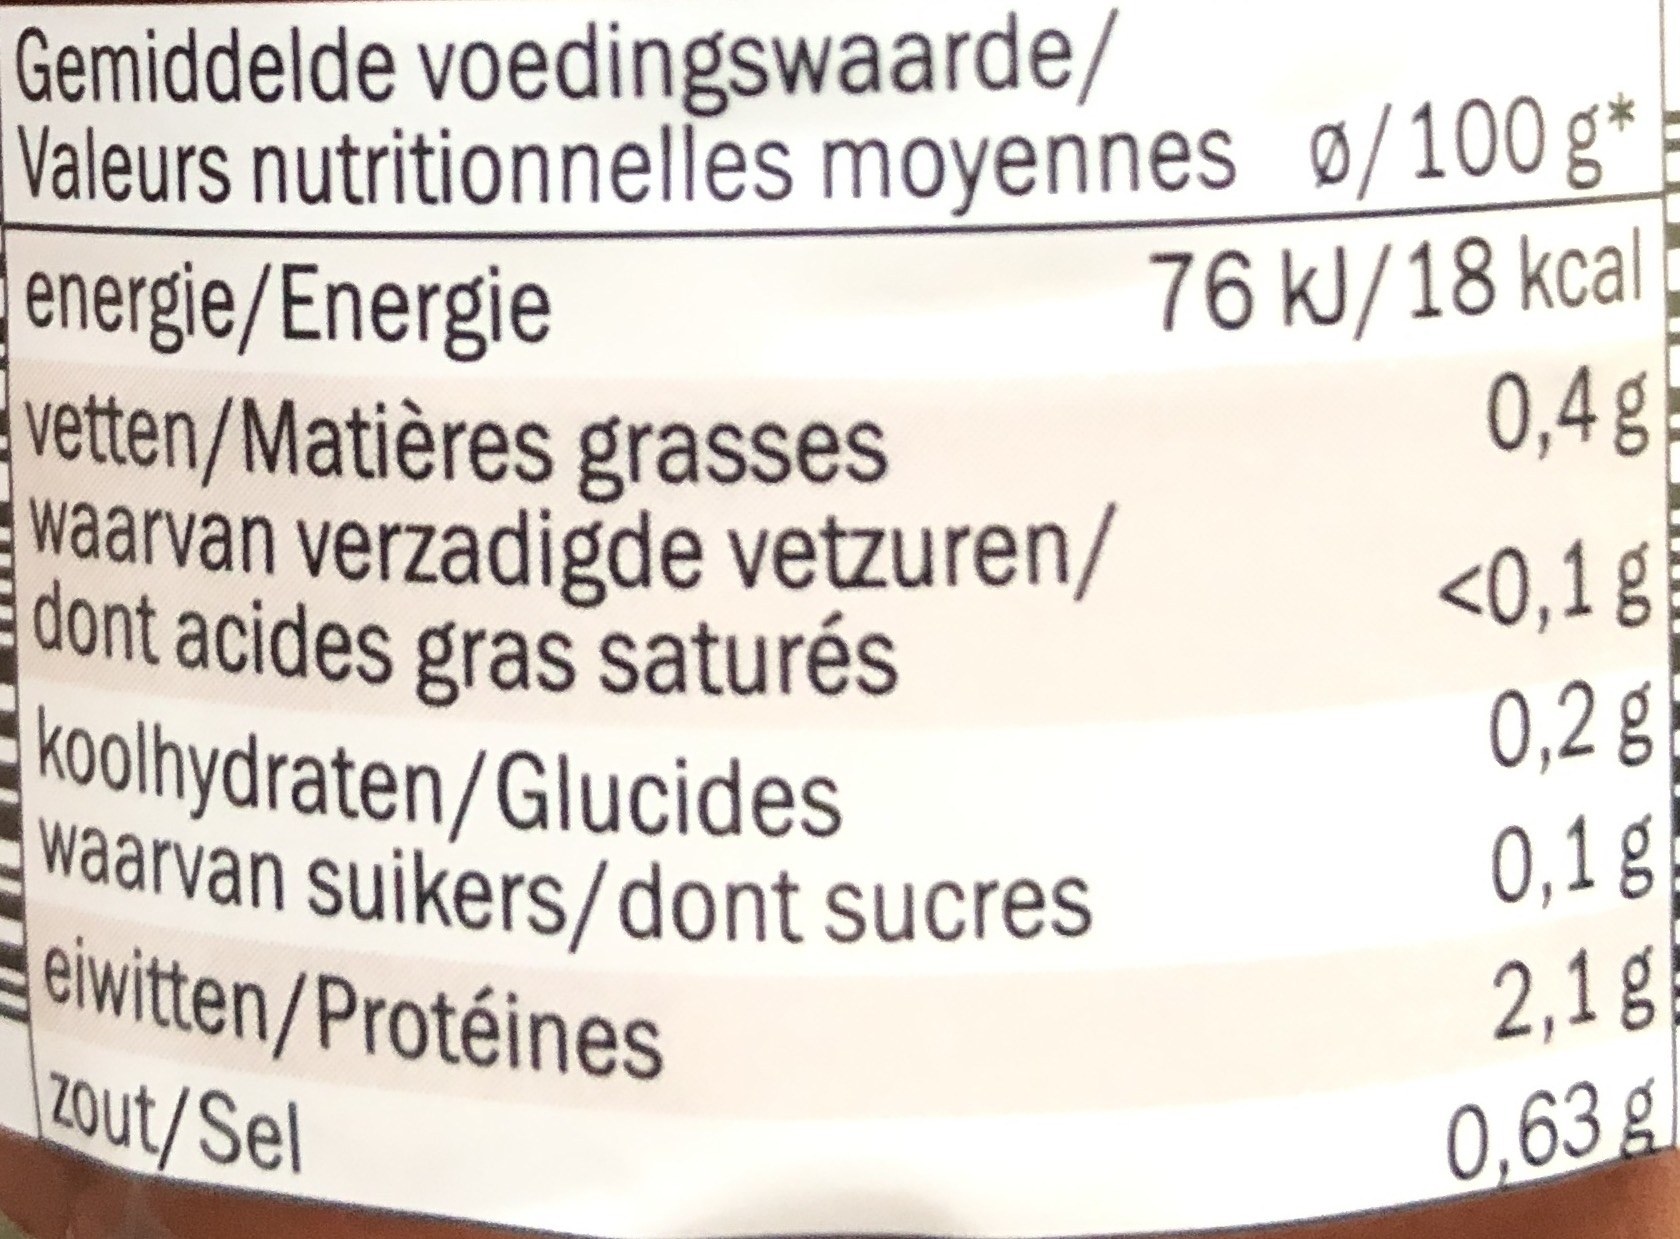 Gemiddelde voedingswaarde/
Valeurs nutritionnelles moyennes ø/100 g*
energie/Energie 76 kJ/18 kcal
vetten/Matières grasses 0,4 g
waarvan verzadigde vetzuren/
dont acides gras saturés <0,1 g
koolhydraten/Glucides 0,2 g
waarvan suikers/dont sucres 0,1 g
eiwitten/Protéines 2,1 g
zout/Sel 0,63 g